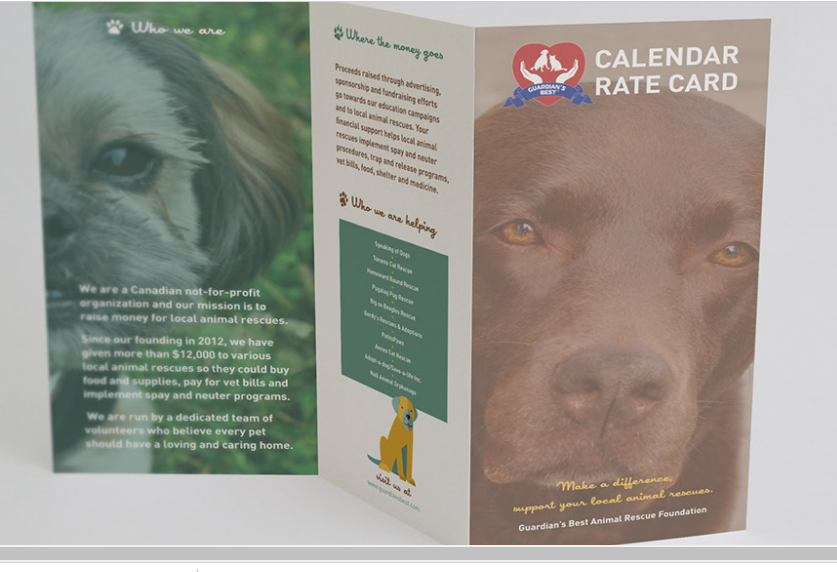 Who we are
We are a Canadian not-for-profit
organization and our mission is to
raise money for local animal rescues.
Since our founding in 2012, we have
given more than $12,000 to various
local animal rescues so they could buy
food and supplies, pay for vet bills and
implement spay and neuter programs.
We are run by a dedicated team of
volunteers who believe every pet
should have a loving and caring home.
Where the money goes
Proceeds raised through advertising,
sponsorship and fundraising efforts
go towards our education campaigns
and to local animal rescues. Your
financial support helps local animal
rescues implement spay and neuter
procedures, trap and release programs,
vet bills, food, shelter and medicine.
Who we are helping
Speaking of Dogs
Toronto Cat Rescue
Homeward Bound Rescue
Pugalug Pug Rescue
Big on Beagles Rescue
Gordy's Rescues & Adoptions
Annex Cat Rescue
Adopt-a-dog/Save-a-life Inc.
Animal Orphanage
visit us at
www.guardiansbest.com
GUARDIAN'S
BEST
CALENDAR
RATE CARD
Make a difference,
support your local animal rescues.
Guardian's Best Animal Rescue Foundation